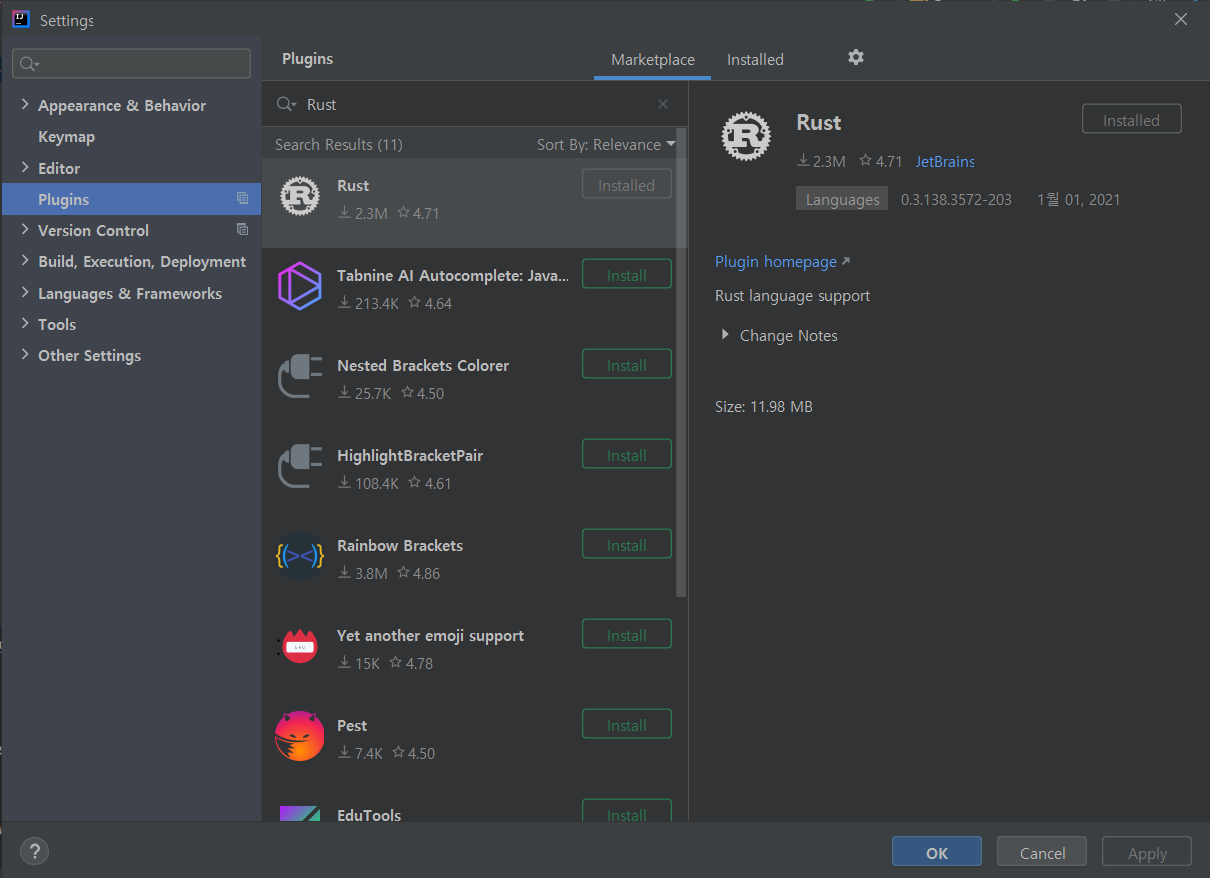 Settings
Appearance & Behavior
Keymap
Editor
Plugins
Version Control
Build, Execution, Deployment
Languages & Frameworks
Tools
Other Settings
Plugins
Marketplace
Installed
Rust
Search Results (11)
Sort By: Relevance
Rust
2.3M 4.71
Installed
Tabnine AI Autocomplete: Java...
213.4K 4.64
Install
Nested Brackets Colorer
25.7K 4.50
Install
HighlightBracketPair
108.4K 4.61
Install
Rainbow Brackets
3.8M 4.86
Install
Yet another emoji support
15K 4.78
Install
Pest
7.4K 4.50
Install
EduTools
Install
Rust
Installed
2.3M 4.71 JetBrains
Languages 0.3.138.3572-203 1월 01, 2021
Plugin homepage
Rust language support
Change Notes
Size: 11.98 MB
?
OK
Cancel
Apply